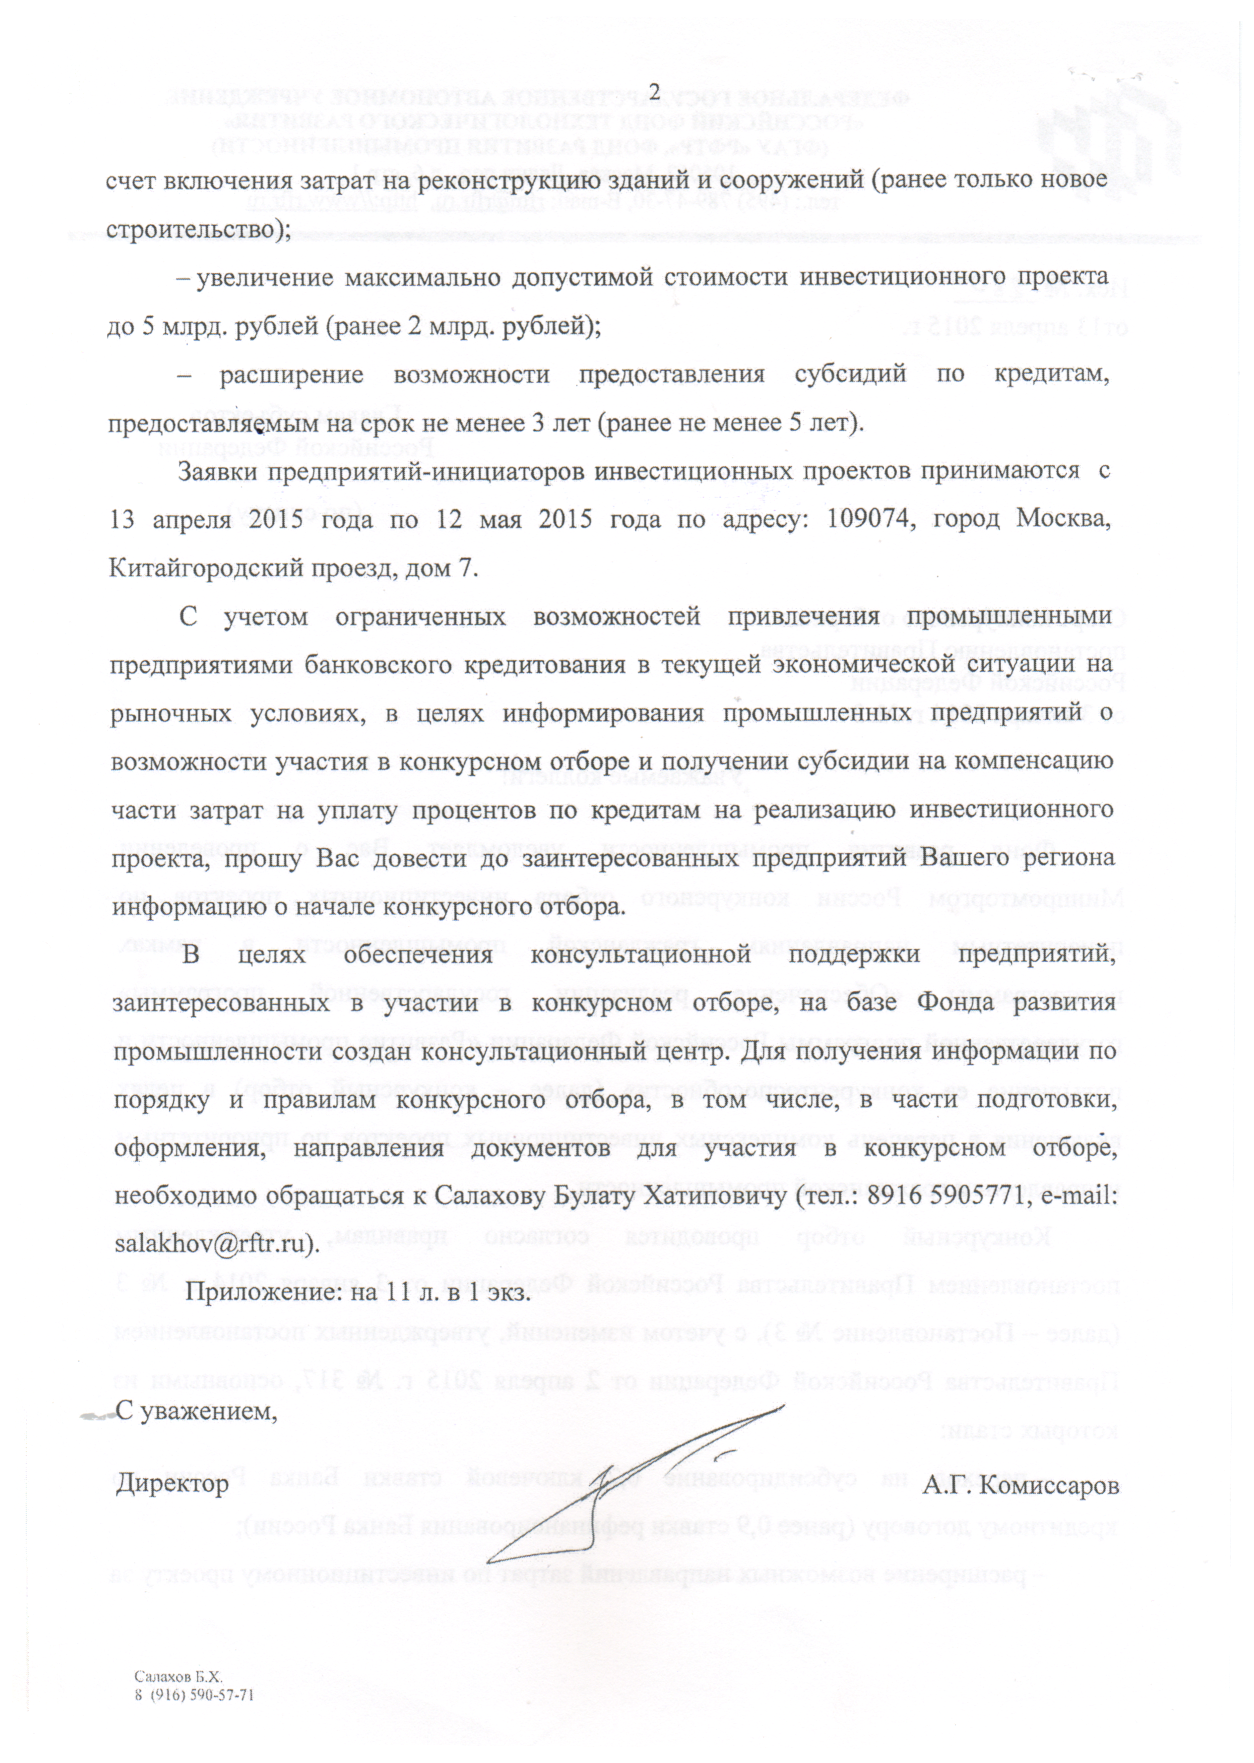 2
счет включения затрат на реконструкцию зданий и сооружений (ранее только новое
строительство);
– увеличение максимально допустимой стоимости инвестиционного проекта
до 5 млрд. рублей (ранее 2 млрд. рублей);
– расширение возможности предоставления субсидий по кредитам,
предоставляемым на срок не менее 3 лет (ранее не менее 5 лет).
Заявки предприятий-инициаторов инвестиционных проектов принимаются с
13 апреля 2015 года по 12 мая 2015 года по адресу: 109074, город Москва,
Китайгородский проезд, дом 7.
С учетом ограниченных возможностей привлечения промышленными
предприятиями банковского кредитования в текущей экономической ситуации на
рыночных условиях, в целях информирования промышленных предприятий о
возможности участия в конкурсном отборе и получении субсидии на компенсацию
части затрат на уплату процентов по кредитам на реализацию инвестиционного
проекта, прошу Вас довести до заинтересованных предприятий Вашего региона
информацию о начале конкурсного отбора.
В целях обеспечения консультационной поддержки предприятий,
заинтересованных в участии в конкурсном отборе, на базе Фонда развития
промышленности создан консультационный центр. Для получения информации по
порядку и правилам конкурсного отбора, в том числе, в части подготовки,
оформления, направления документов для участия в конкурсном отборе,
необходимо обращаться к Салахову Булату Хатиповичу (тел.: 8916 5905771, e-mail:
salakhov@rftr.ru).
Приложение: на 11 л. в 1 экз.
С уважением,
Директор А.Г. Комиссаров
Салахов Б.Х.
8 (916) 590-57-71